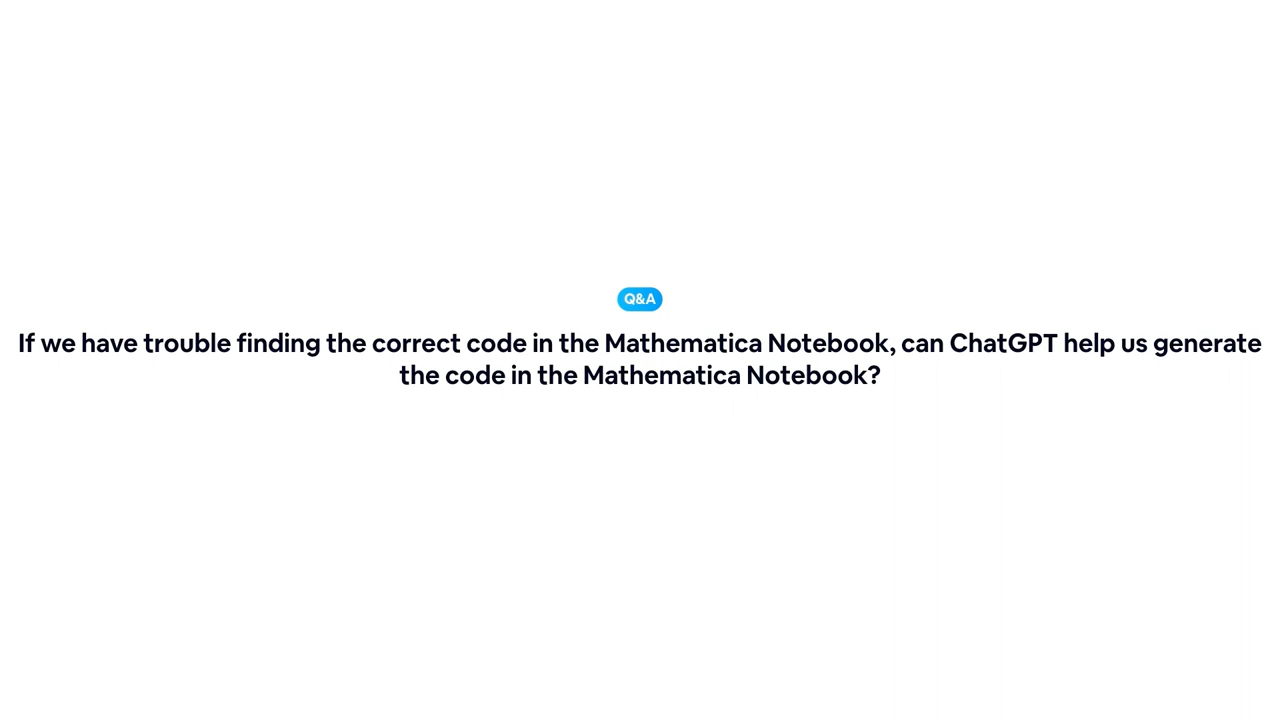 Q&A
If we have trouble finding the correct code in the Mathematica Notebook, can ChatGPT help us generate
the code in the Mathematica Notebook?